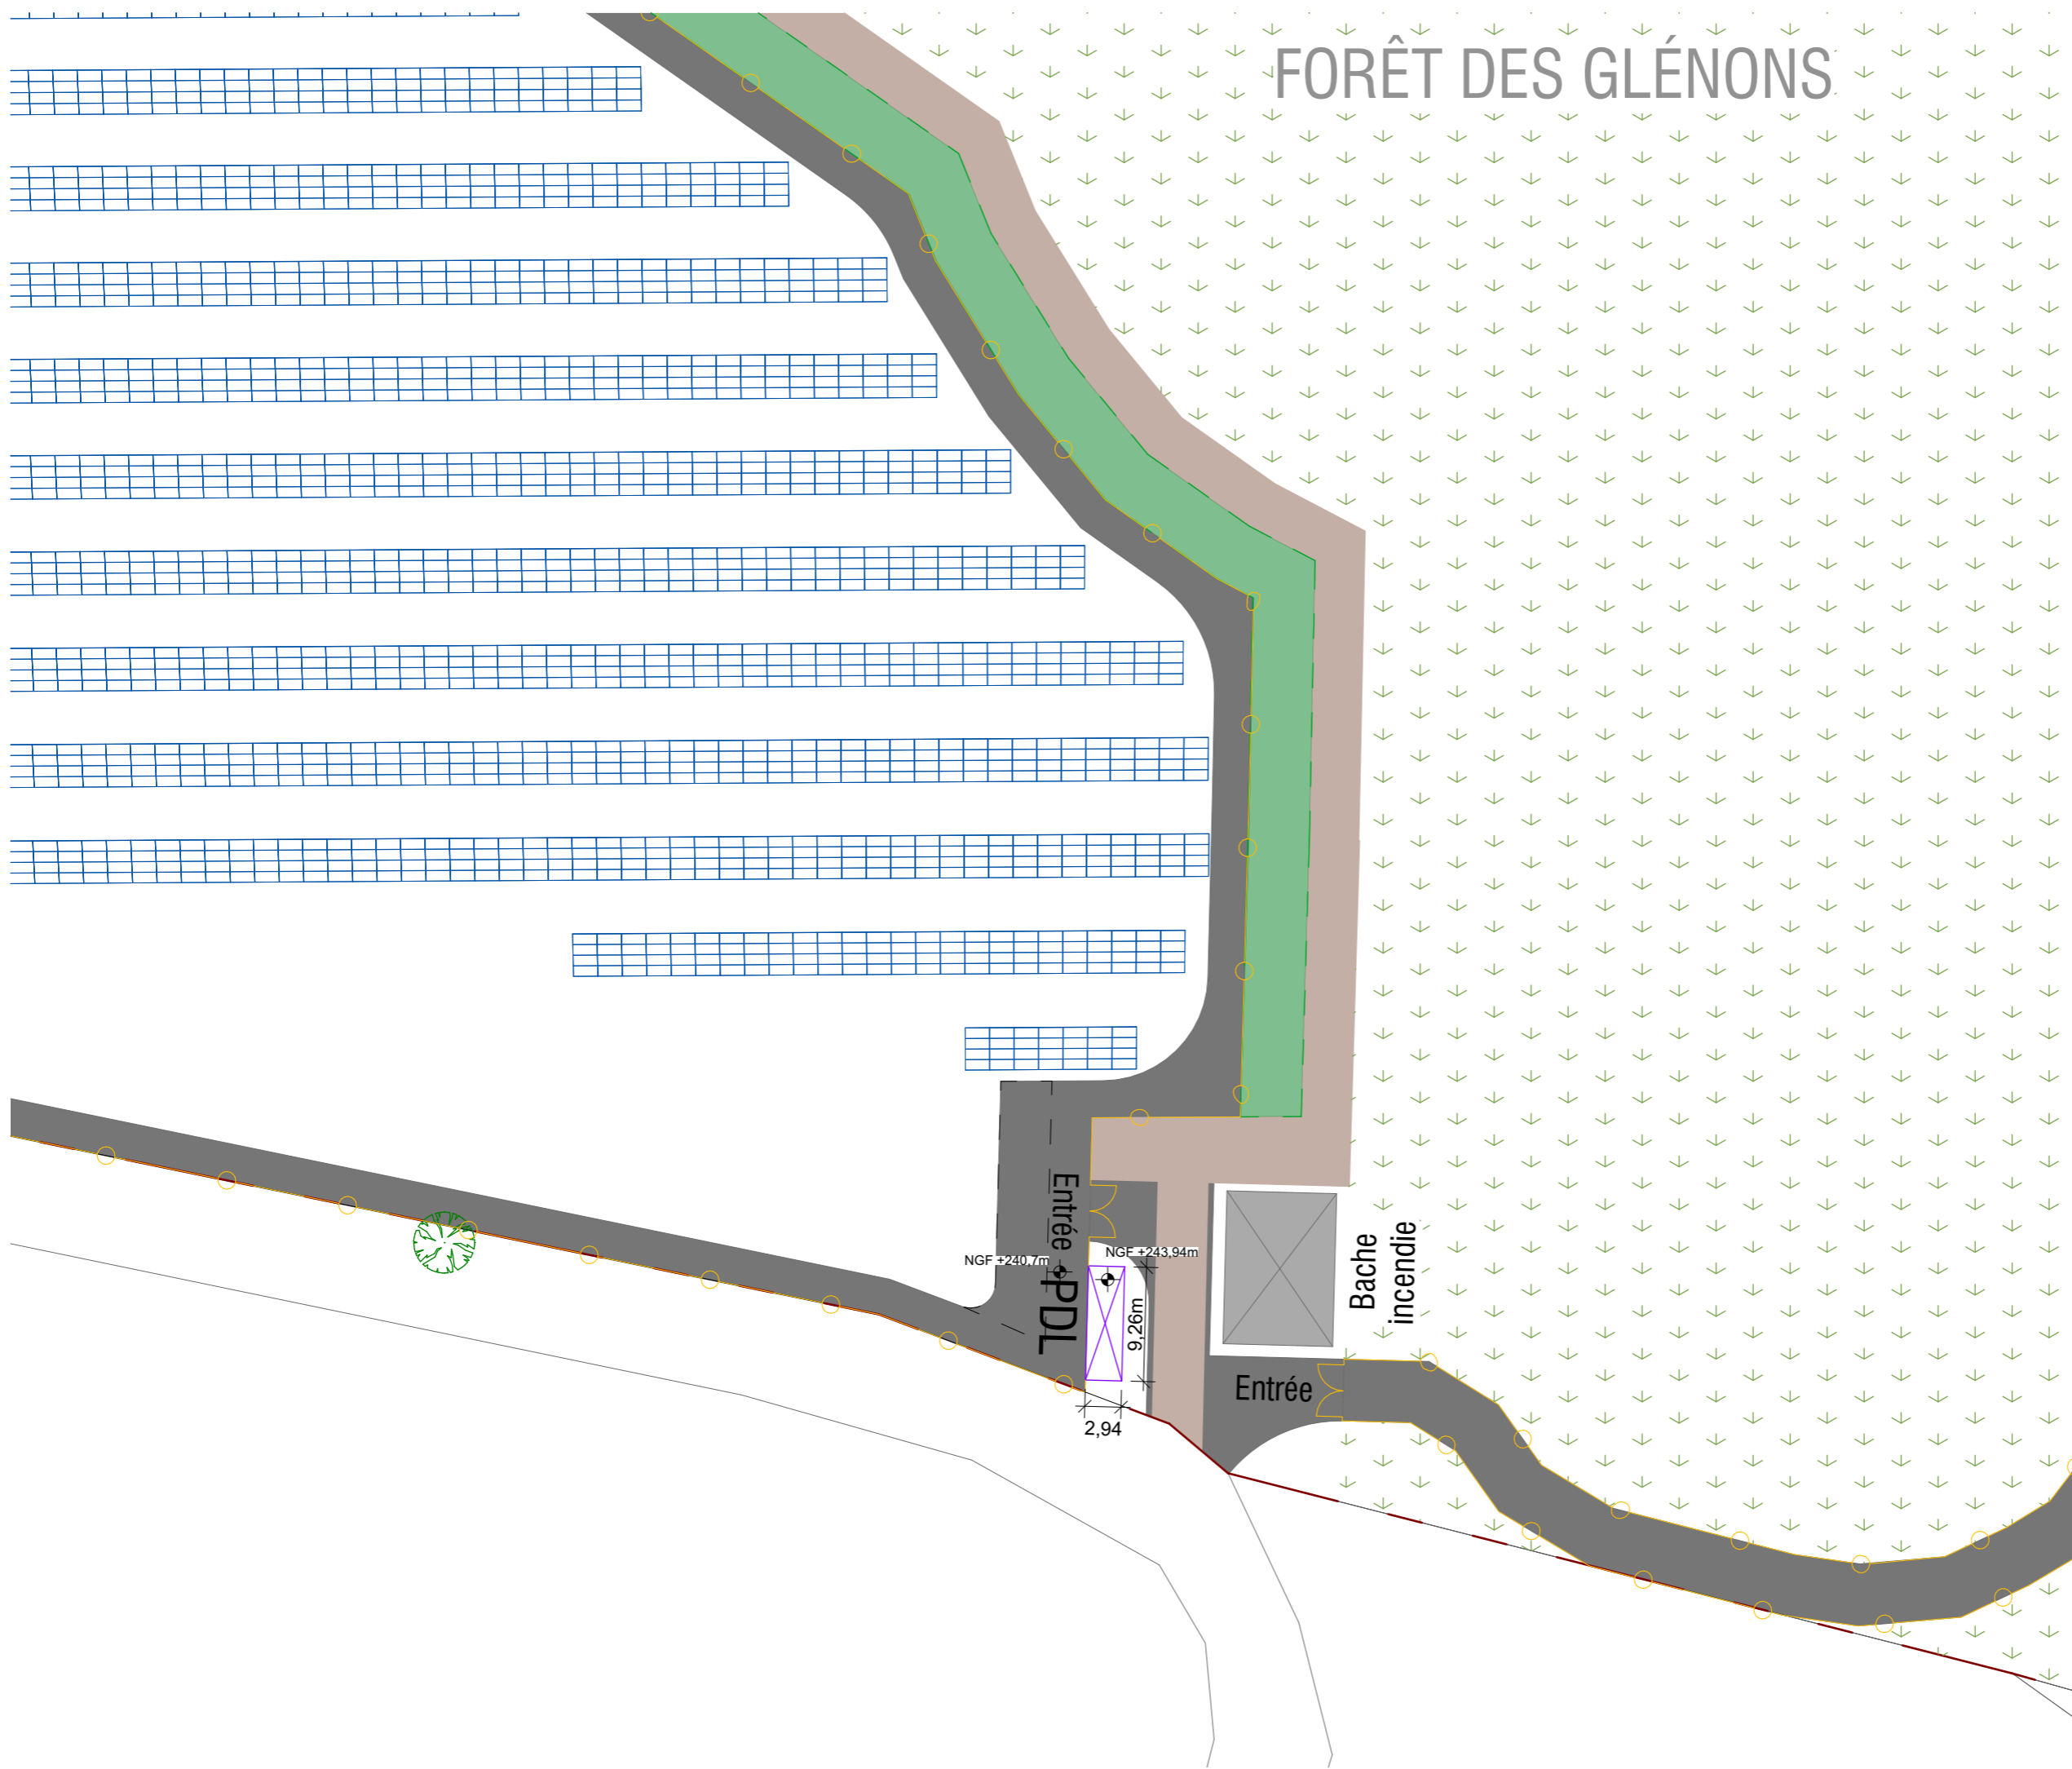 FORÊT DES GLÉNONS
Entrée
NGF +240.7m
NGF +243,94m
PDL
9,26m
2,94
Bache
incendie
Entrée